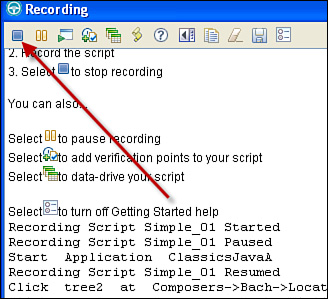 Recording
2. Record the script
3. Select to stop recording
You can also..
Select to pause recording
Select to add verification points to your script
Select to data-drive your script
Select to turn off Getting Started help
Recording Script Simple_01 Started
Recording Script Simple_01 Paused
Start Application ClassicsJavaA
Recording Script Simple_01 Resumed
Click tree2 at Composers->Bach->Locat